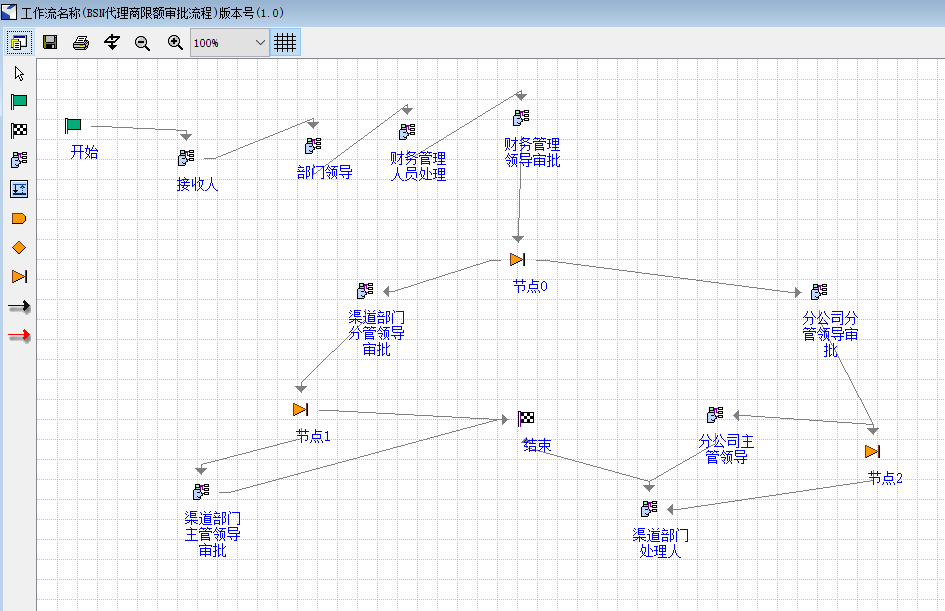 工作流名称(BSN代理商限额审批流程)版本号(1.0)
100%
开始
接收人
部门领导
财务管理
人员处理
财务管理
领导审批
节点0
渠道部门
分管领导
审批
分公司分
管领导审
批
节点1
结束
分公司主
管领导
节点2
渠道部门
主管领导
审批
渠道部门
处理人